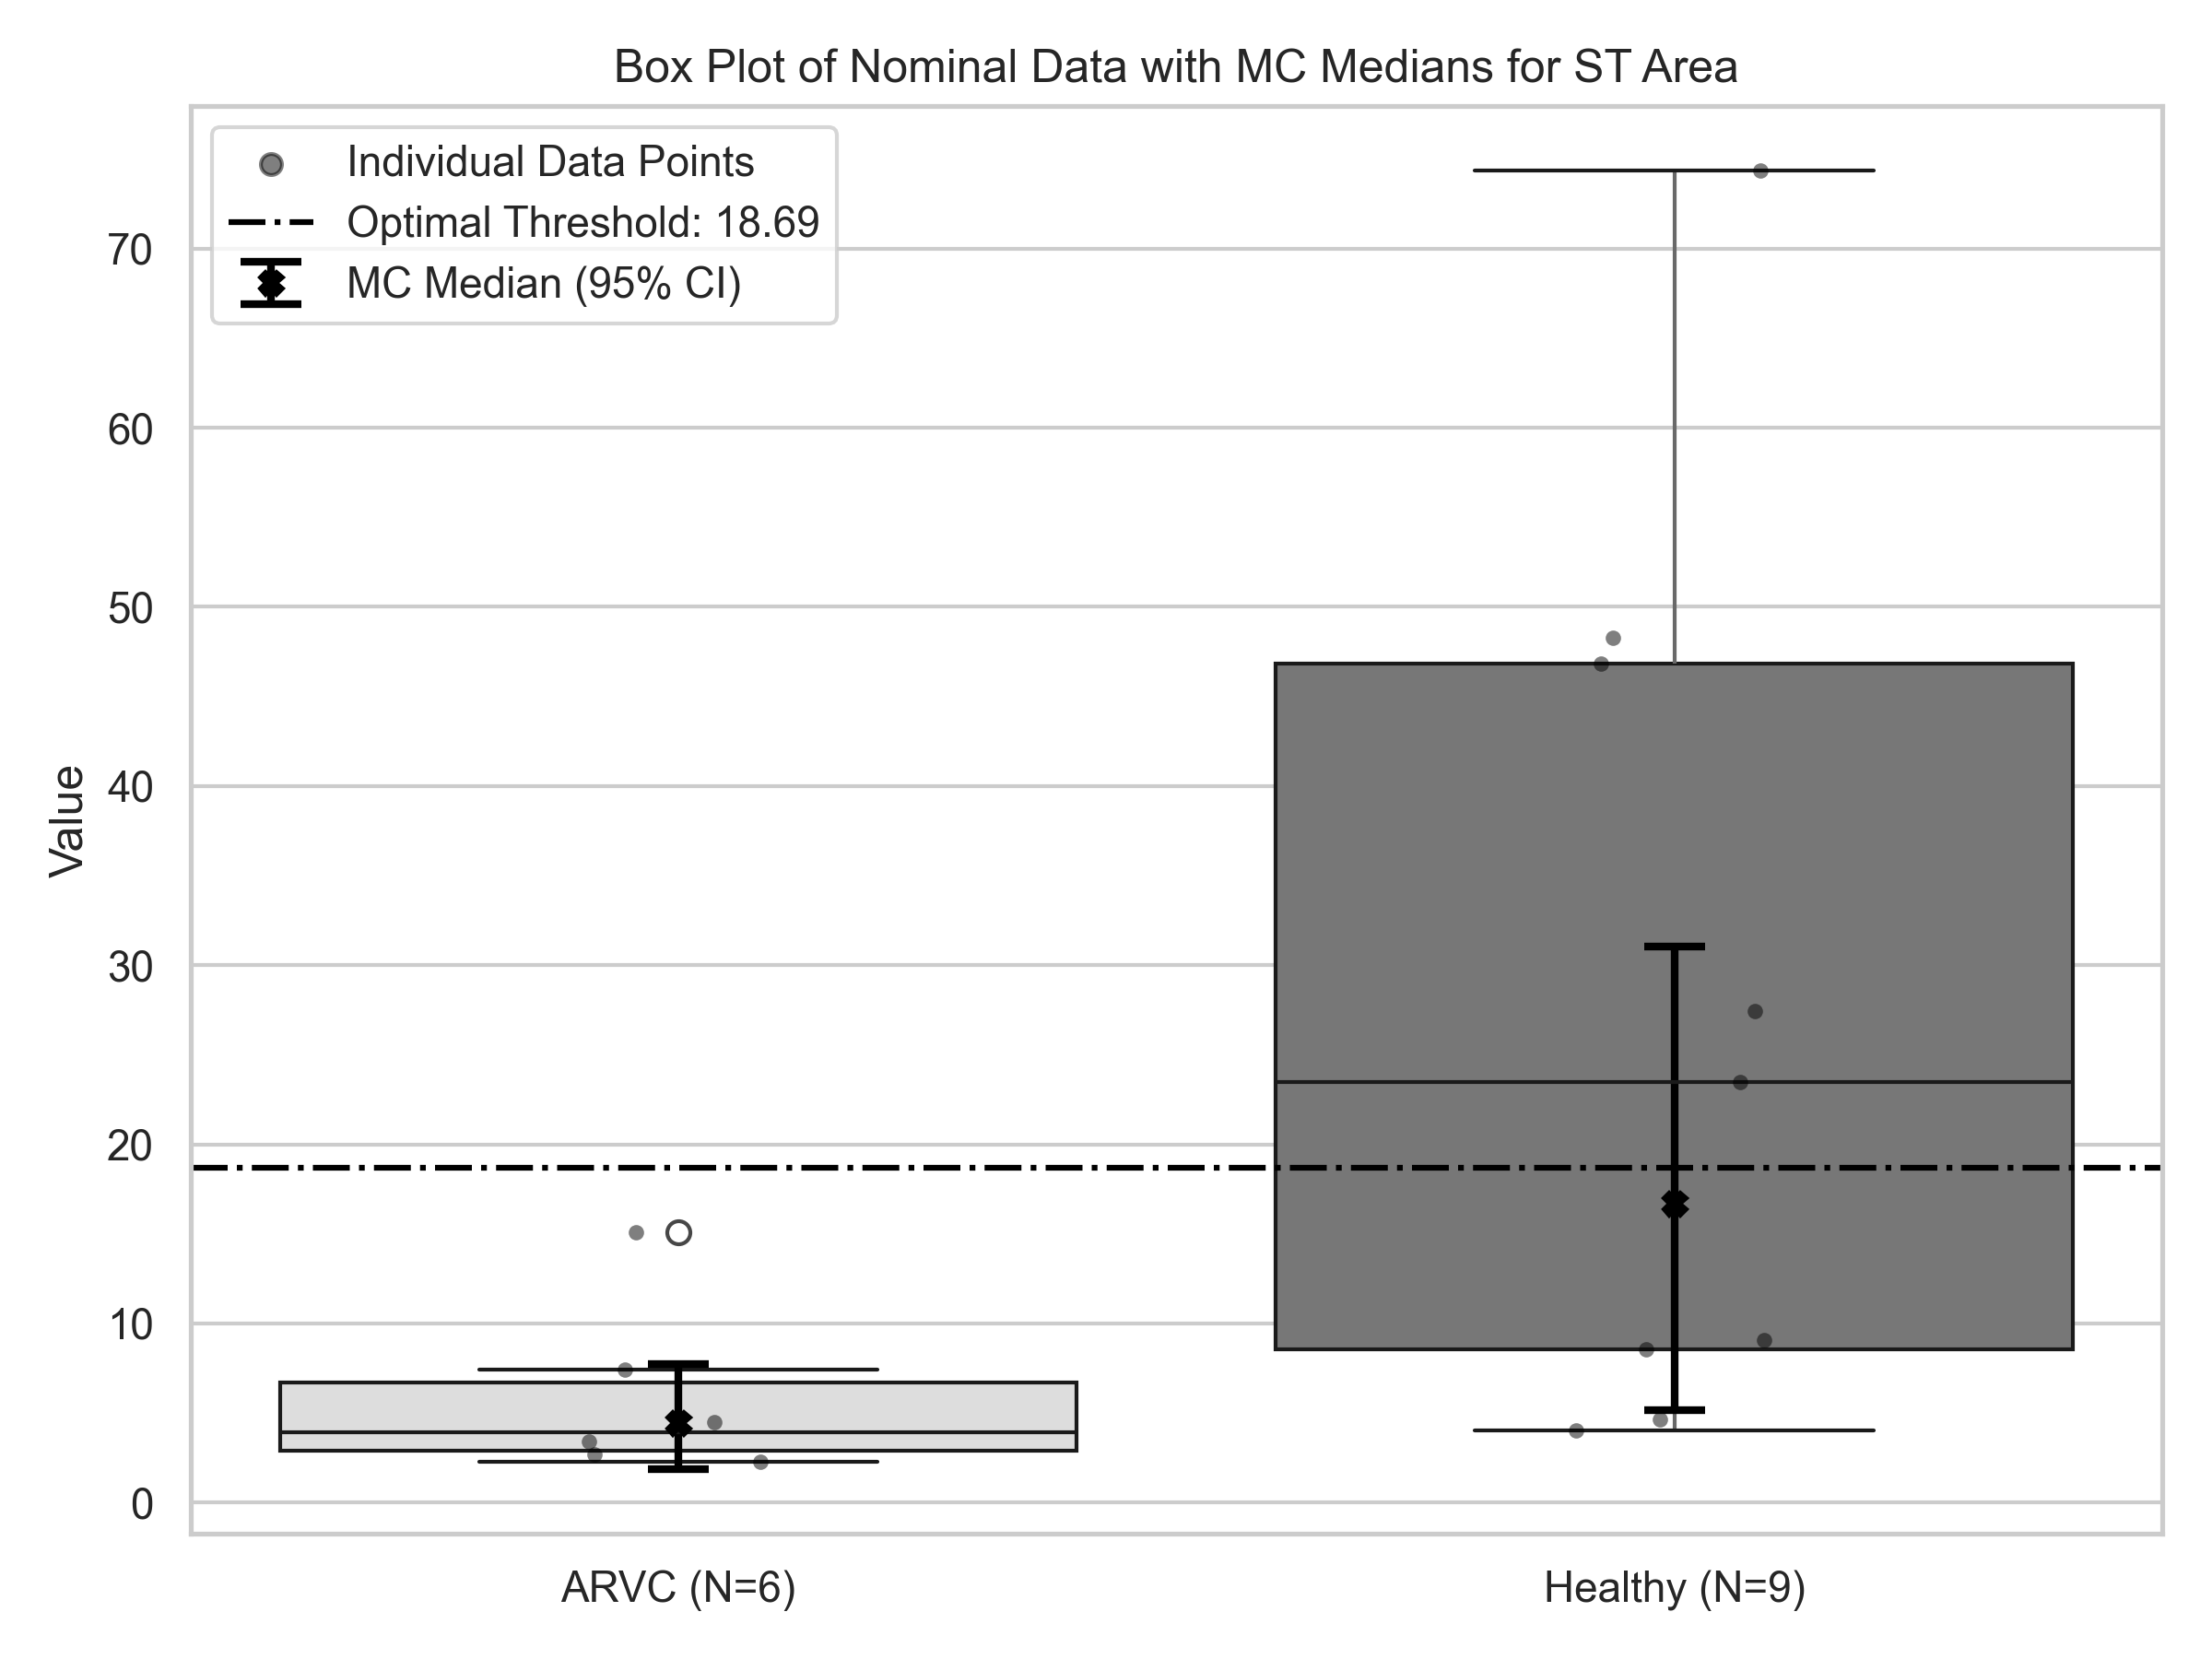 Box Plot of Nominal Data with MC Medians for ST Area
Individual Data Points
Optimal Threshold: 18.69
MC Median (95% CI)
Value
70
60
50
40
30
20
10
0
ARVC (N=6)
Healthy (N=9)